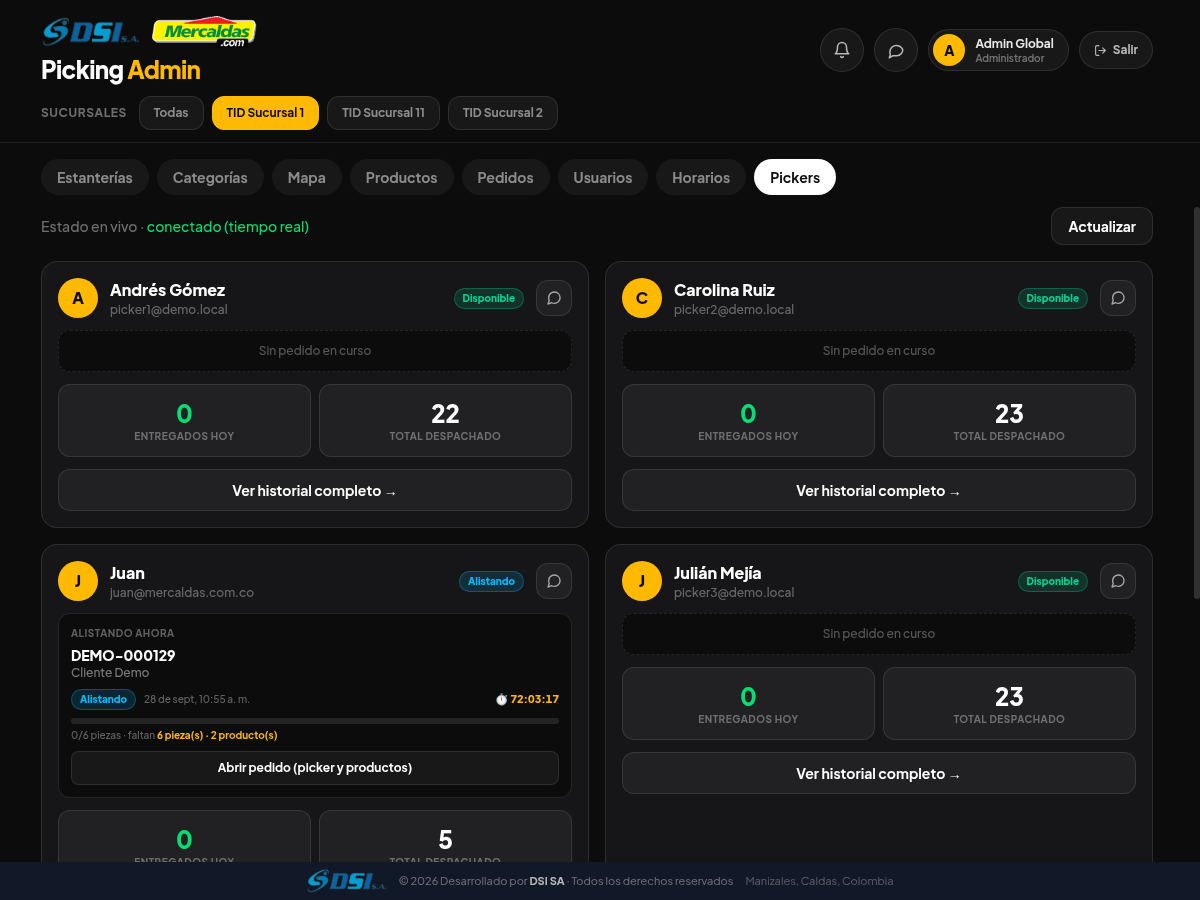 DSI S.A.
Mercaldas
.com
Picking Admin
A
Admin Global
Administrador
Salir
SUCURSALES
Todas
TID Sucursal 1
TID Sucursal 11
TID Sucursal 2
Estanterías
Categorías
Mapa
Productos
Pedidos
Usuarios
Horarios
Pickers
Estado en vivo · conectado (tiempo real)
Actualizar
A
Andrés Gómez
picker1@demo.local
Disponible
Sin pedido en curso
0
ENTREGADOS HOY
22
TOTAL DESPACHADO
Ver historial completo →
C
Carolina Ruiz
picker2@demo.local
Disponible
Sin pedido en curso
0
ENTREGADOS HOY
23
TOTAL DESPACHADO
Ver historial completo →
J
Juan
juan@mercaldas.com.co
Alistando
ALISTANDO AHORA
DEMO-000129
Cliente Demo
Alistando
28 de sept, 10:55 a. m.
72:03:17
0/6 piezas · faltan 6 pieza(s) · 2 producto(s)
Abrir pedido (picker y productos)
0
ENTREGADOS HOY
5
TOTAL DESPACHADO
J
Julián Mejía
picker3@demo.local
Disponible
Sin pedido en curso
0
ENTREGADOS HOY
23
TOTAL DESPACHADO
Ver historial completo →
DSI S.A.
© 2026 Desarrollado por DSI SA · Todos los derechos reservados
Manizales, Caldas, Colombia